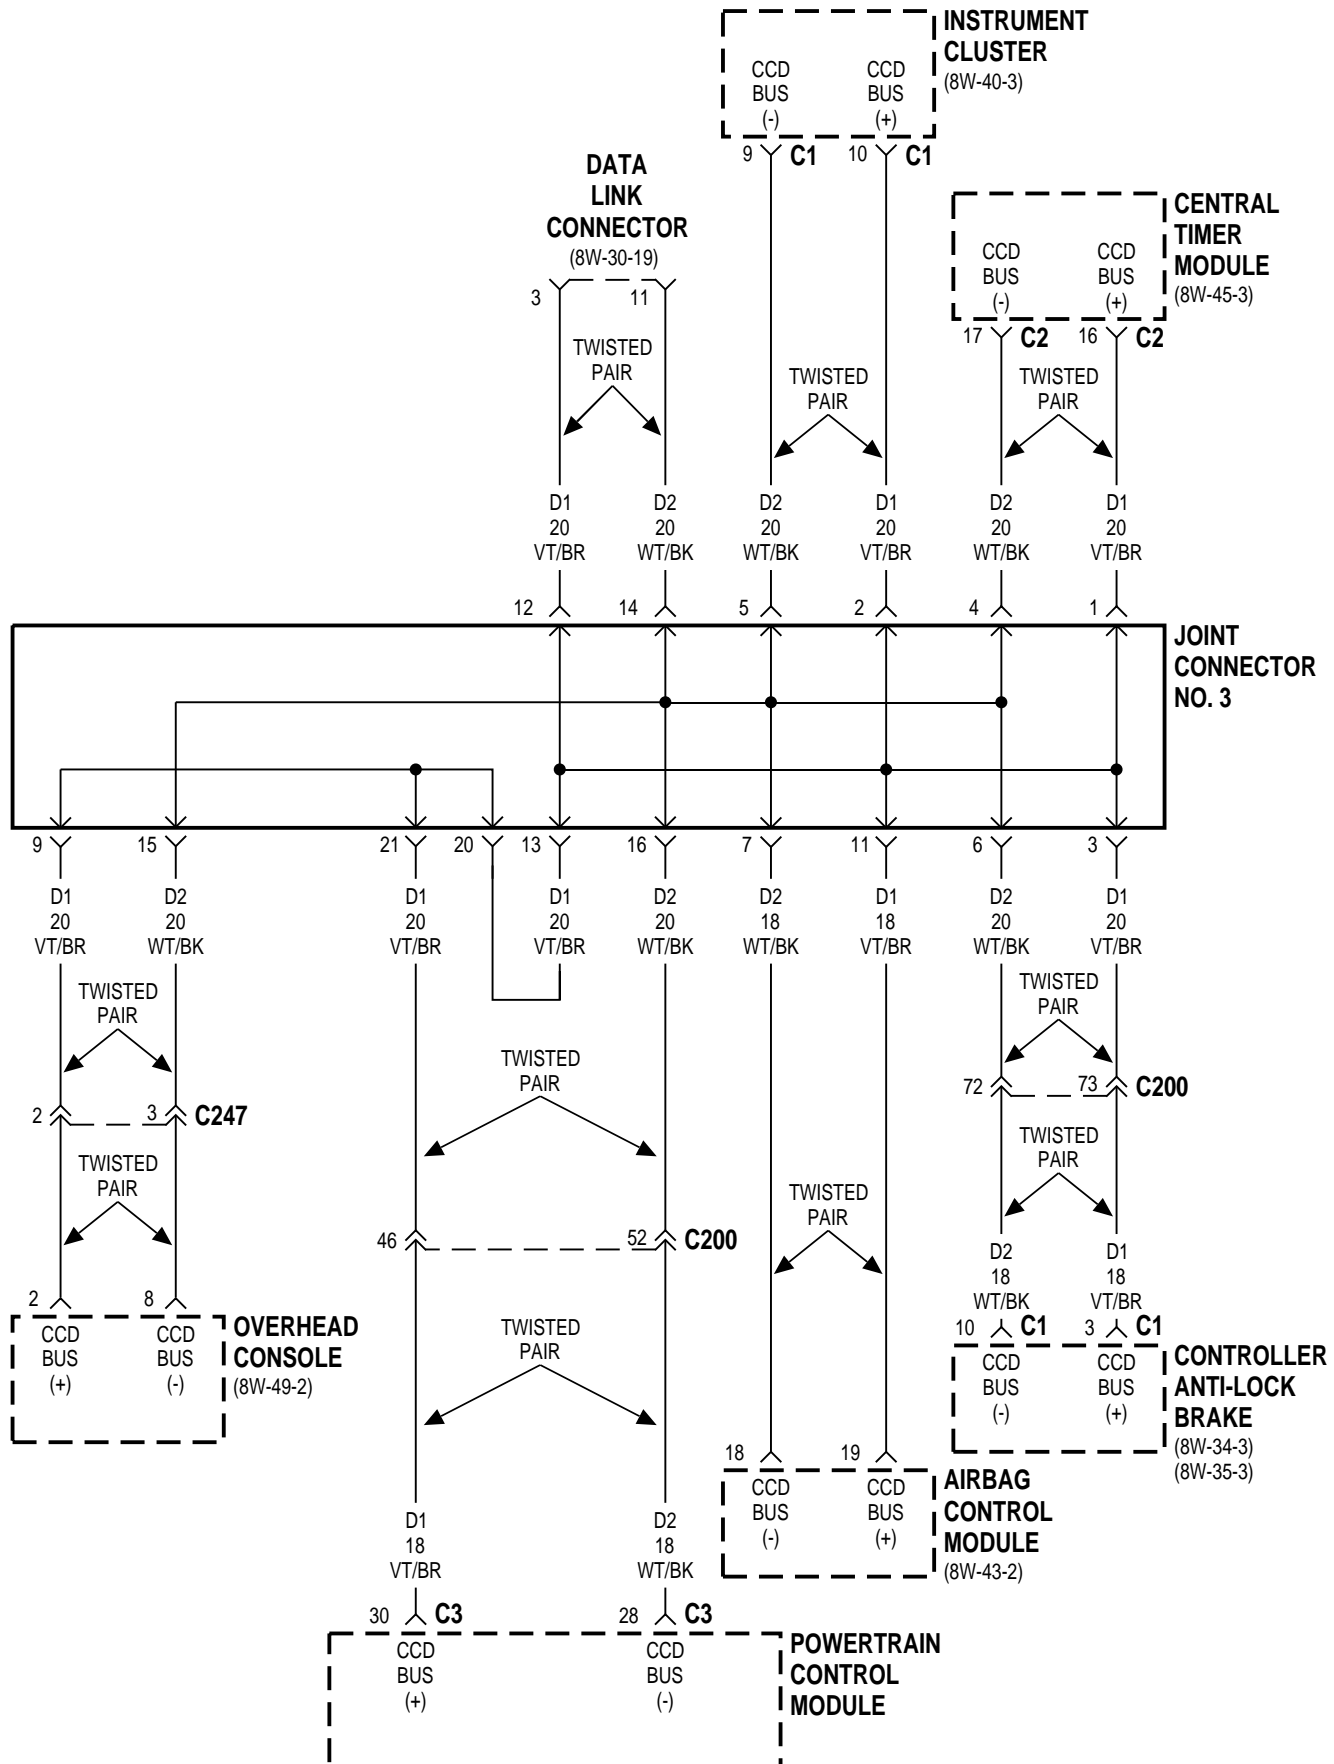 INSTRUMENT
CLUSTER
(8W-40-3)
CCD
BUS
(-)
CCD
BUS
(+)
9
C1
10
C1
DATA
LINK
CONNECTOR
(8W-30-19)
3
11
CENTRAL
TIMER
MODULE
(8W-45-3)
CCD
BUS
(-)
CCD
BUS
(+)
17
C2
16
C2
TWISTED
PAIR
TWISTED
PAIR
TWISTED
PAIR
D1
20
VT/BR
D2
20
WT/BK
D2
20
WT/BK
D1
20
VT/BR
D2
20
WT/BK
D1
20
VT/BR
12
14
5
2
4
1
JOINT
CONNECTOR
NO. 3
9
15
21
20
13
16
7
11
6
3
D1
20
VT/BR
D2
20
WT/BK
D1
20
VT/BR
D1
20
VT/BR
D2
20
WT/BK
D2
18
WT/BK
D1
18
VT/BR
D2
20
WT/BK
D1
20
VT/BR
TWISTED
PAIR
TWISTED
PAIR
TWISTED
PAIR
2
3
C247
72
73
C200
TWISTED
PAIR
TWISTED
PAIR
TWISTED
PAIR
46
52
C200
D2
18
WT/BK
D1
18
VT/BR
2
8
CCD
BUS
(+)
CCD
BUS
(-)
OVERHEAD
CONSOLE
(8W-49-2)
TWISTED
PAIR
10
C1
3
C1
CCD
BUS
(-)
CCD
BUS
(+)
CONTROLLER
ANTI-LOCK
BRAKE
(8W-34-3)
(8W-35-3)
18
19
CCD
BUS
(-)
CCD
BUS
(+)
AIRBAG
CONTROL
MODULE
(8W-43-2)
D1
18
VT/BR
D2
18
WT/BK
30
C3
28
C3
CCD
BUS
(+)
CCD
BUS
(-)
POWERTRAIN
CONTROL
MODULE